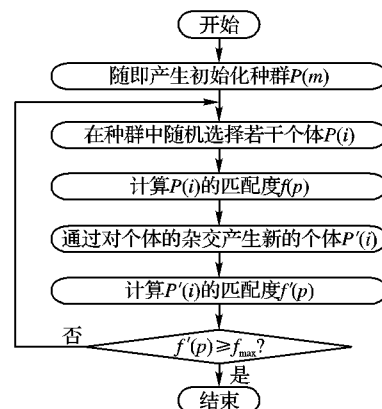 开始
随即产生初始化种群P(m)
在种群中随机选择若干个体P(i)
计算P(i)的匹配度f(p)
通过对个体的杂交产生新的个体P′(i)
计算P′(i)的匹配度f′(p)
否
f′(p)≥fmax?
是
结束